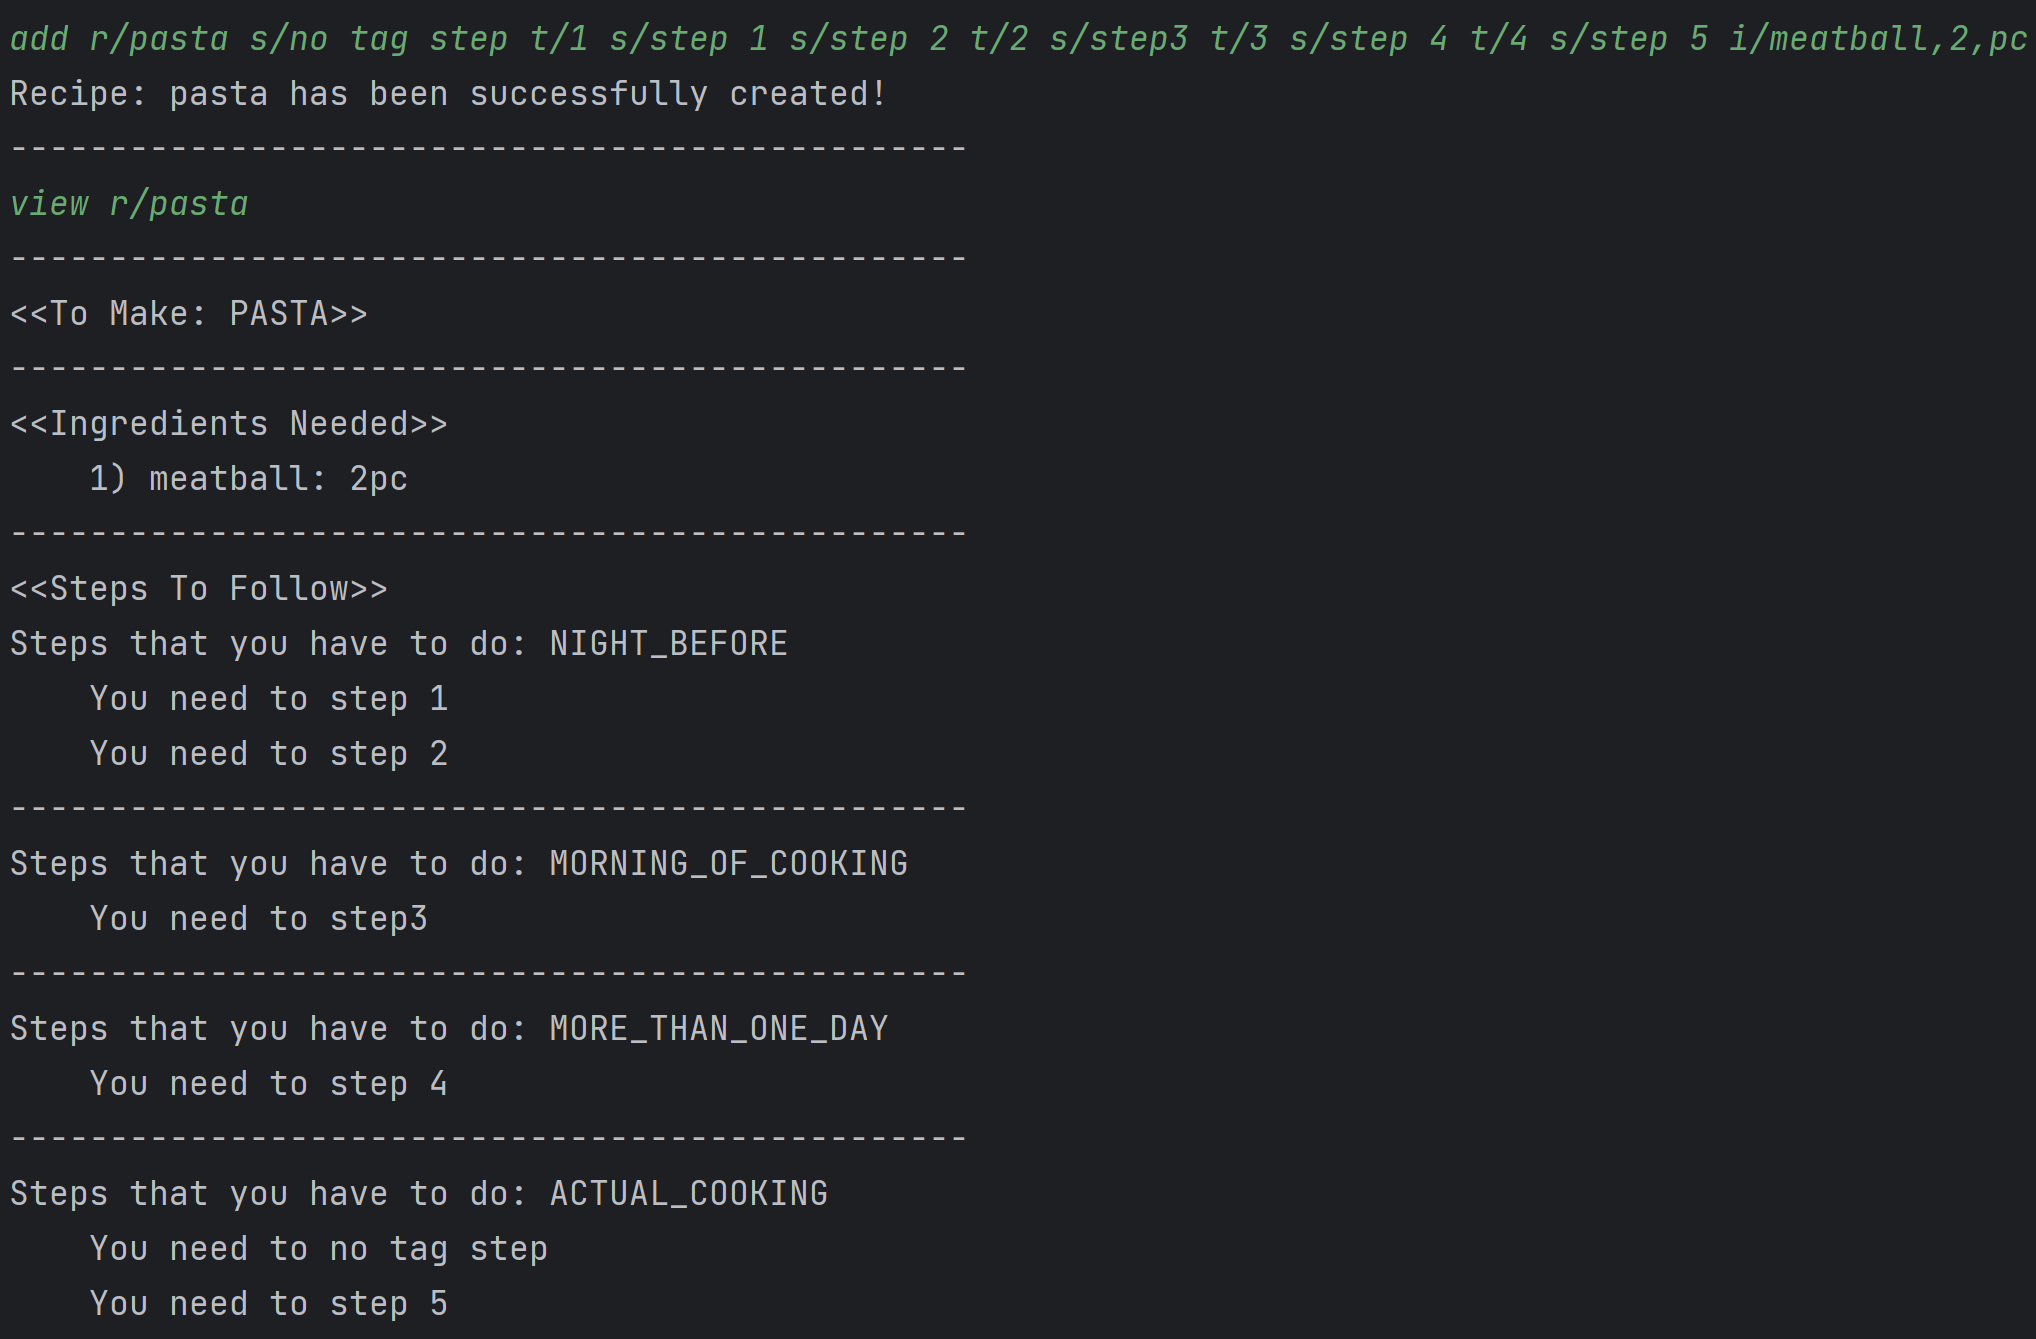 add r/pasta s/no tag step t/1 s/step 1 s/step 2 t/2 s/step3 t/3 s/step 4 t/4 s/step 5 i/meatball,2,pc
Recipe: pasta has been successfully created!
------------------------------------------------
view r/pasta
------------------------------------------------
<<To Make: PASTA>>
------------------------------------------------
<<Ingredients Needed>>
    1) meatball: 2pc
------------------------------------------------
<<Steps To Follow>>
Steps that you have to do: NIGHT_BEFORE
    You need to step 1
    You need to step 2
------------------------------------------------
Steps that you have to do: MORNING_OF_COOKING
    You need to step3
------------------------------------------------
Steps that you have to do: MORE_THAN_ONE_DAY
    You need to step 4
------------------------------------------------
Steps that you have to do: ACTUAL_COOKING
    You need to no tag step
    You need to step 5